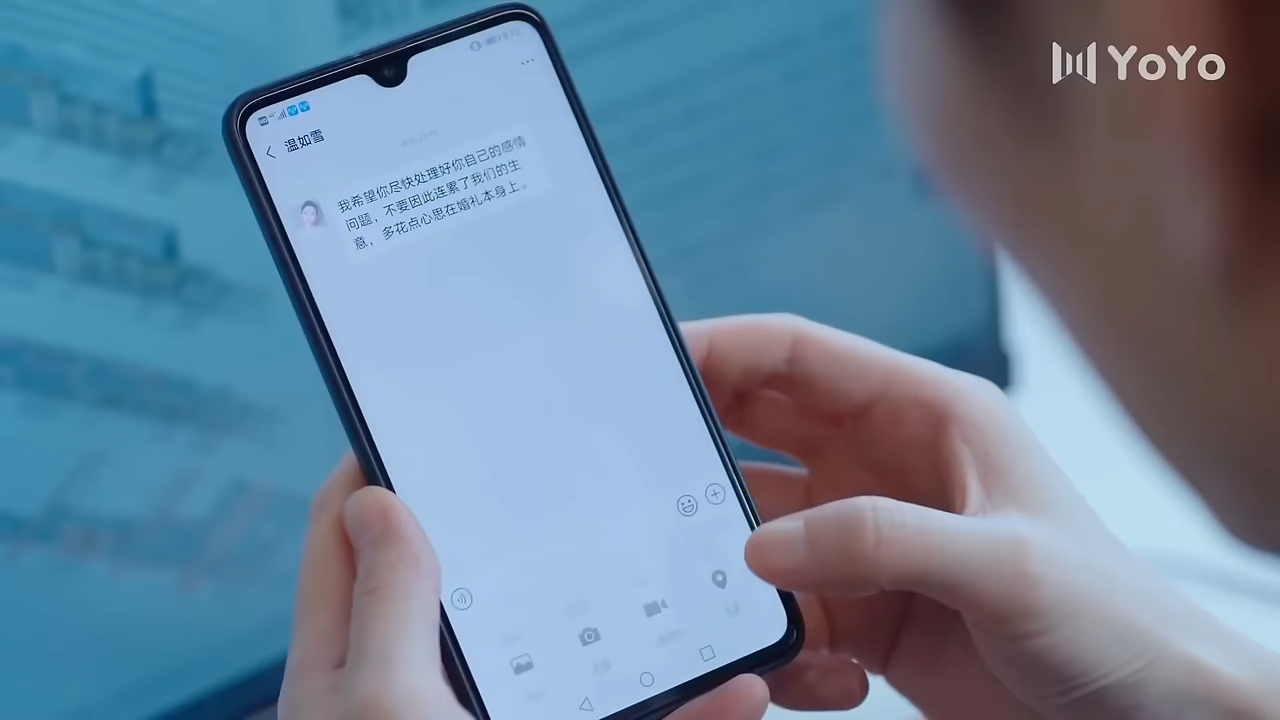 YOYO
温如雪
我希望你尽快处理好你自己的感情
问题，不要因此连累了我们的生
意，多花点心思在婚礼本身上。